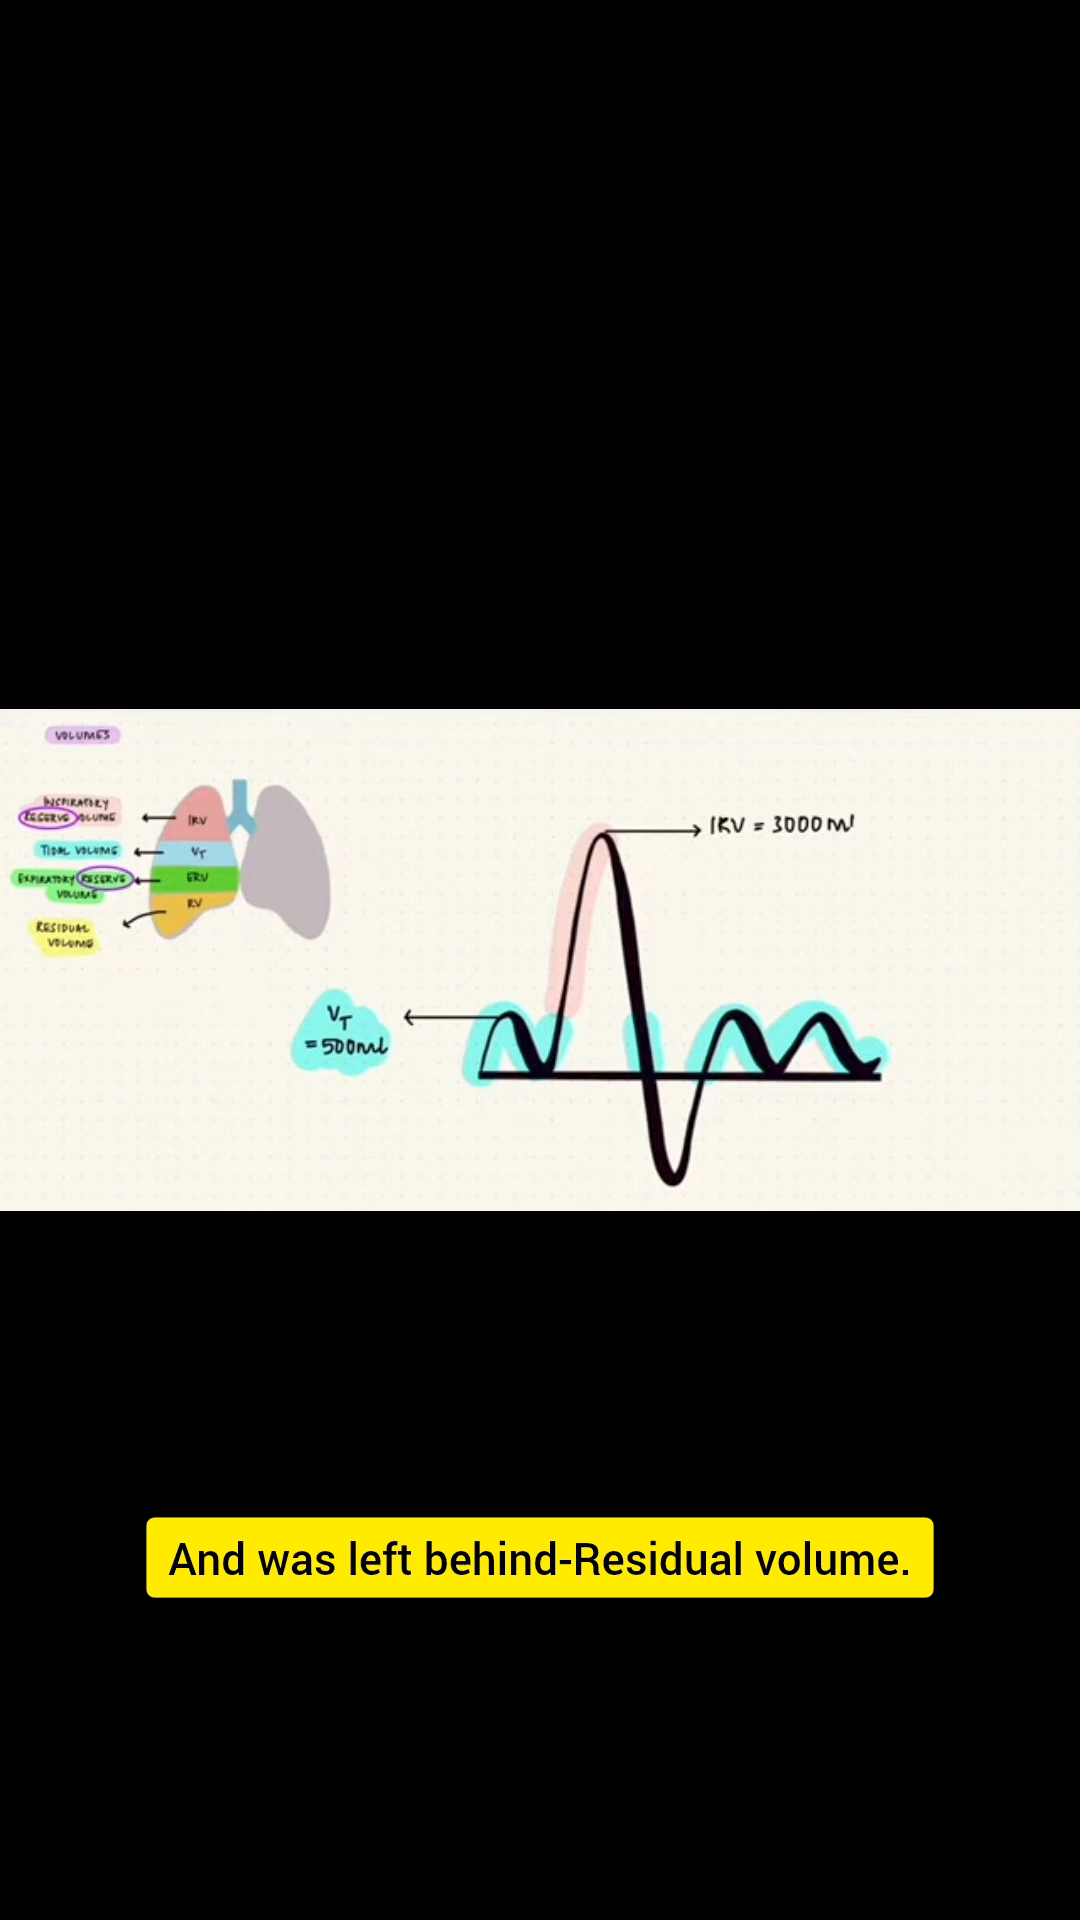 VOLUMES
INSPIRATORY
RESERVE VOLUME
IRV
TIDAL VOLUME
VT
EXPIRATORY RESERVE
VOLUME
ERV
RV
RESIDUAL
VOLUME
IRV = 3000 ml
VT
= 500ml
And was left behind-Residual volume.